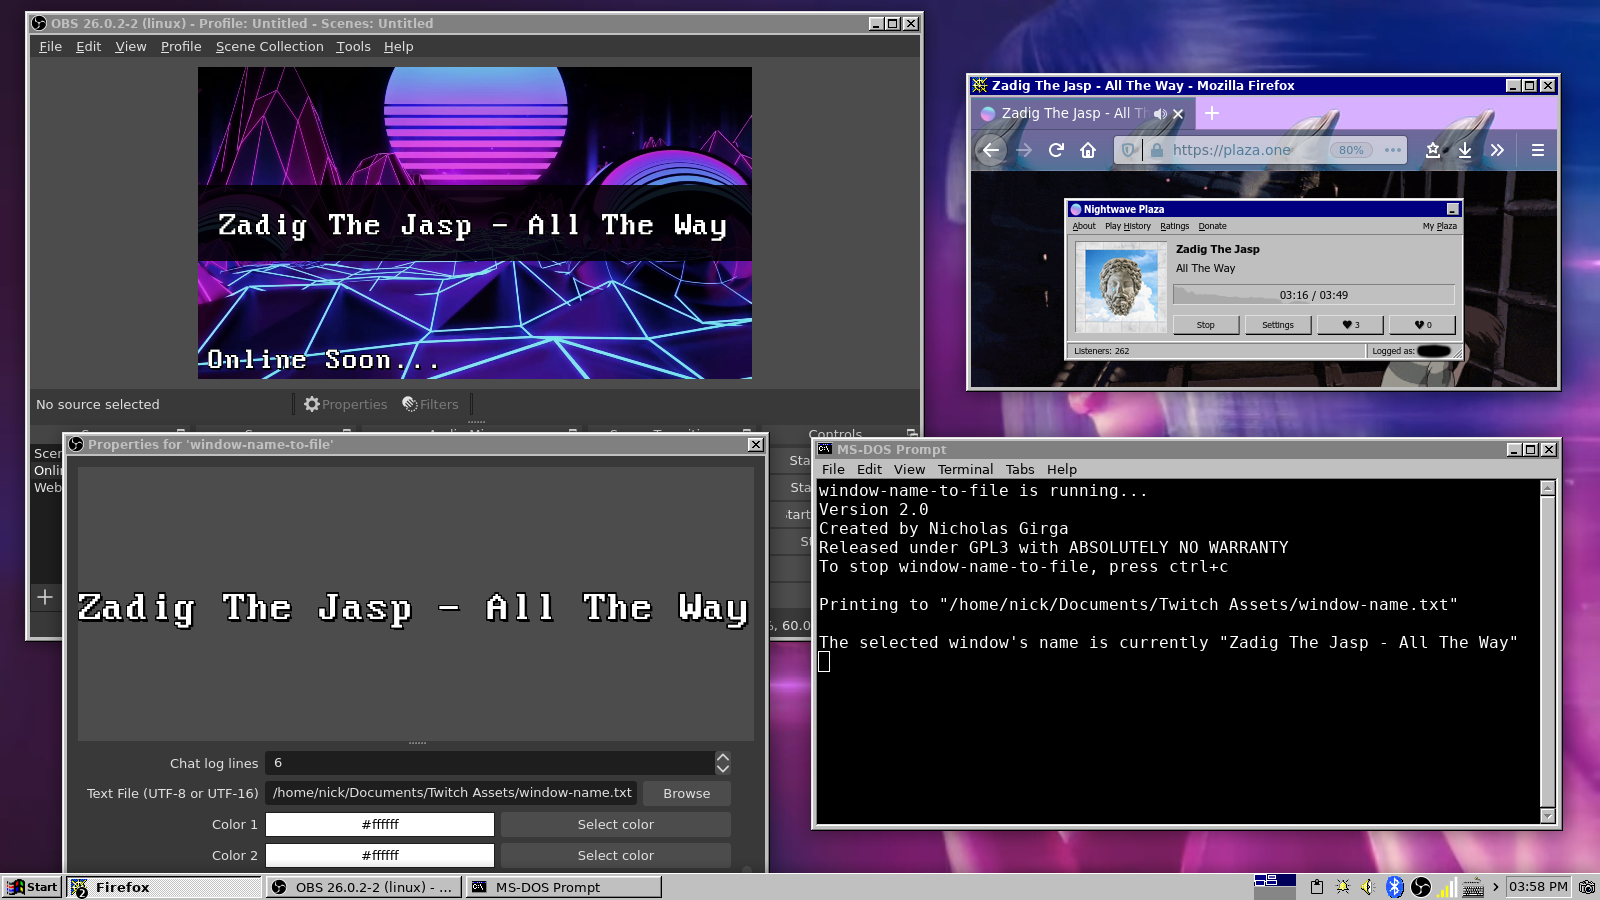 OBS 26.0.2-2 (linux) - Profile: Untitled - Scenes: Untitled
File Edit View Profile Scene Collection Tools Help
Zadig The Jasp - All The Way
Online Soon...
No source selected
Properties Filters
Controls
Scen
Onlin
Web
Sta
Sta
Start
St
%, 60.0
Properties for 'window-name-to-file'
Zadig The Jasp - All The Way
Chat log lines 6
Text File (UTF-8 or UTF-16) /home/nick/Documents/Twitch Assets/window-name.txt Browse
Color 1 #ffffff Select color
Color 2 #ffffff Select color
Zadig The Jasp - All The Way - Mozilla Firefox
Zadig The Jasp - All Th
https://plaza.one 80%
Nightwave Plaza
About Play History Ratings Donate My Plaza
Zadig The Jasp
All The Way
03:16 / 03:49
Stop Settings 3 0
Listeners: 262 Logged as:
MS-DOS Prompt
File Edit View Terminal Tabs Help
window-name-to-file is running...
Version 2.0
Created by Nicholas Girga
Released under GPL3 with ABSOLUTELY NO WARRANTY
To stop window-name-to-file, press ctrl+c
Printing to "/home/nick/Documents/Twitch Assets/window-name.txt"
The selected window's name is currently "Zadig The Jasp - All The Way"
Start 2 Firefox OBS 26.0.2-2 (linux) - ... MS-DOS Prompt 03:58 PM